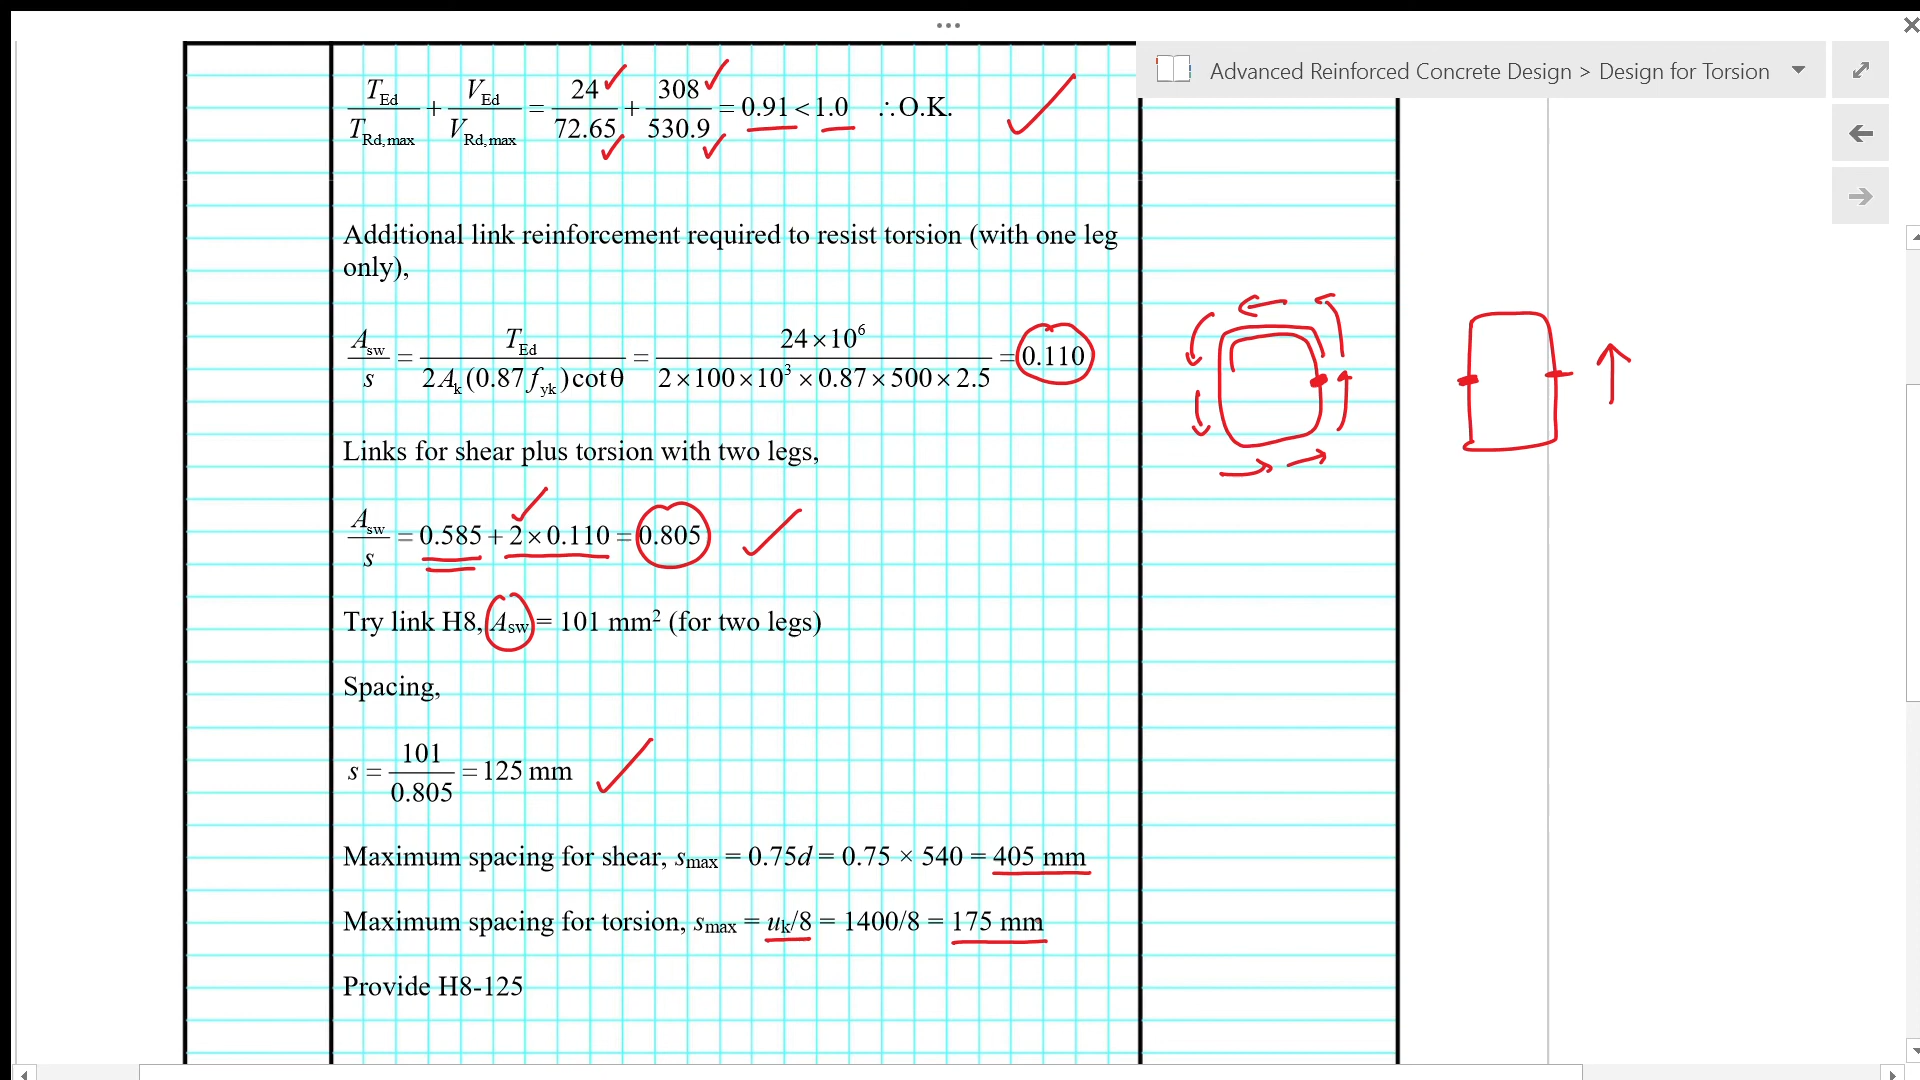 Advanced Reinforced Concrete Design > Design for Torsion
T_Ed/T_Rd,max + V_Ed/V_Rd,max = 24/72.65 + 308/530.9 = 0.91 < 1.0 ∴ O.K.
Additional link reinforcement required to resist torsion (with one leg
only),
A_sw/s = T_Ed/2A_k(0.87f_yk)cotθ = 24×10⁶/2×100×10³×0.87×500×2.5 = 0.110
Links for shear plus torsion with two legs,
A_sw/s = 0.585 + 2×0.110 = 0.805
Try link H8, A_sw = 101 mm² (for two legs)
Spacing,
s = 101/0.805 = 125 mm
Maximum spacing for shear, s_max = 0.75d = 0.75 × 540 = 405 mm
Maximum spacing for torsion, s_max = u_k/8 = 1400/8 = 175 mm
Provide H8-125